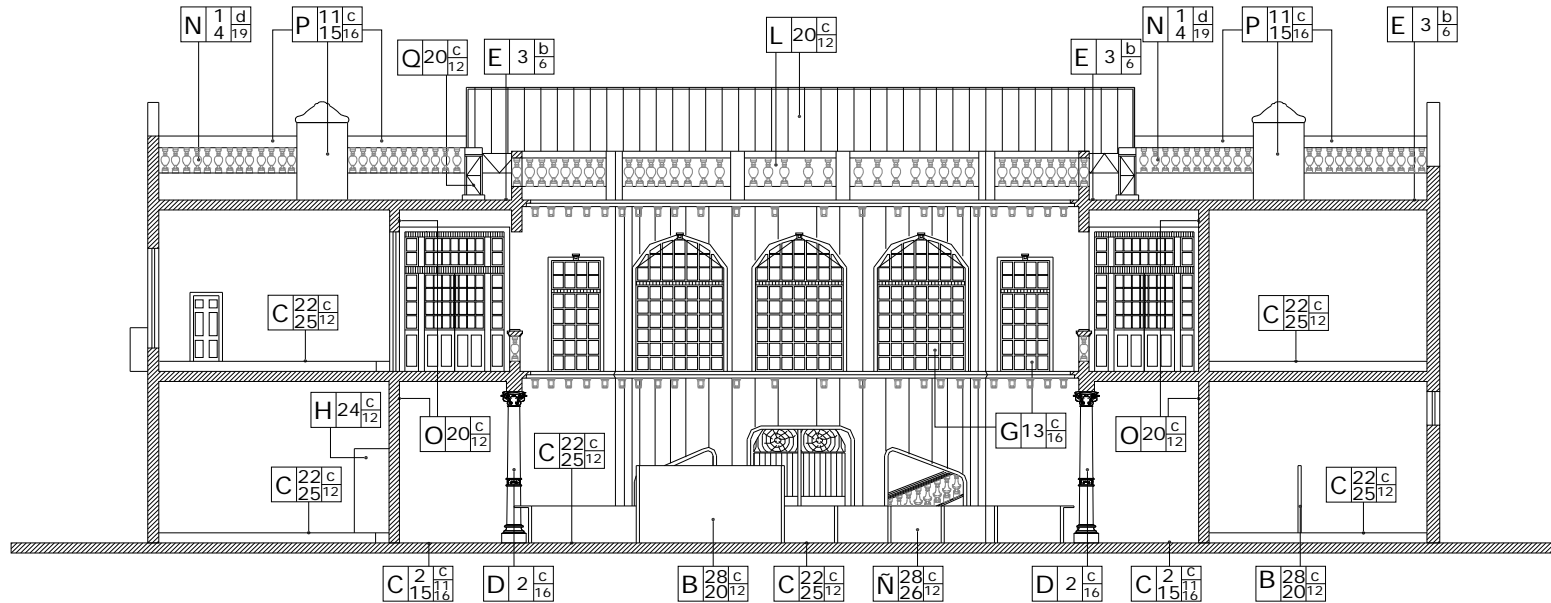 N 1 4 d 19
P 11 15 c 16
L 20 c 12
N 1 4 d 19
P 11 15 c 16
E 3 b 6
Q 20 c 12
E 3 b 6
E 3 b 6
C 22 25 c 12
C 22 25 c 12
H 24 c 12
O 20 c 12
G 13 c 16
O 20 c 12
C 22 25 c 12
C 22 25 c 12
C 22 25 c 12
C 2 15 c 11 16
D 2 c 16
B 28 20 c 12
C 22 25 c 12
Ñ 28 26 c 12
D 2 c 16
C 2 15 c 11 16
B 28 20 c 12